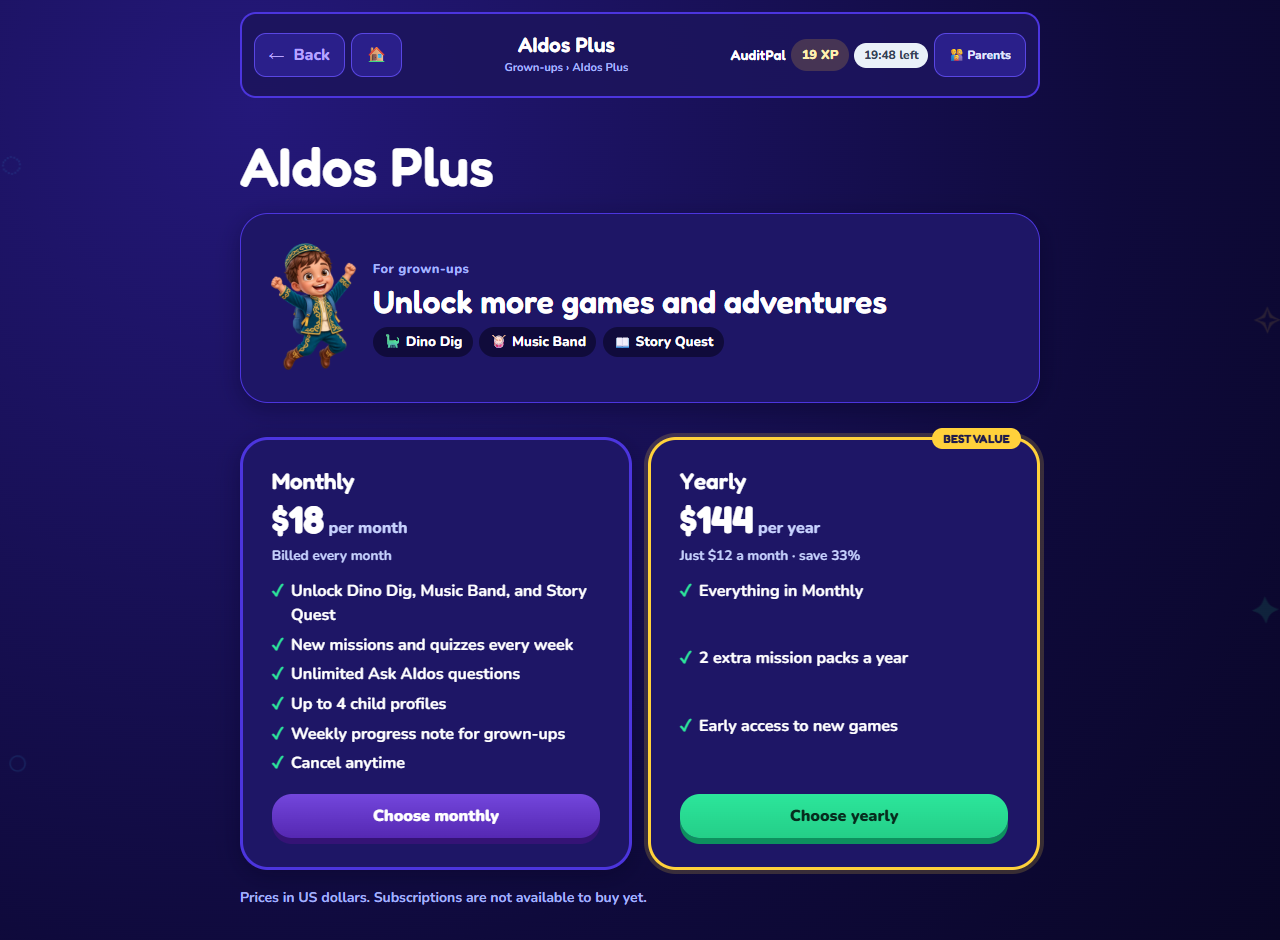 ← Back
Aldos Plus
Grown-ups › Aldos Plus
AuditPal
19 XP
19:48 left
Parents
Aldos Plus
For grown-ups
Unlock more games and adventures
Dino Dig
Music Band
Story Quest
Monthly
$18 per month
Billed every month
✓ Unlock Dino Dig, Music Band, and Story
Quest
✓ New missions and quizzes every week
✓ Unlimited Ask Aldos questions
✓ Up to 4 child profiles
✓ Weekly progress note for grown-ups
✓ Cancel anytime
Choose monthly
BEST VALUE
Yearly
$144 per year
Just $12 a month · save 33%
✓ Everything in Monthly
✓ 2 extra mission packs a year
✓ Early access to new games
Choose yearly
Prices in US dollars. Subscriptions are not available to buy yet.